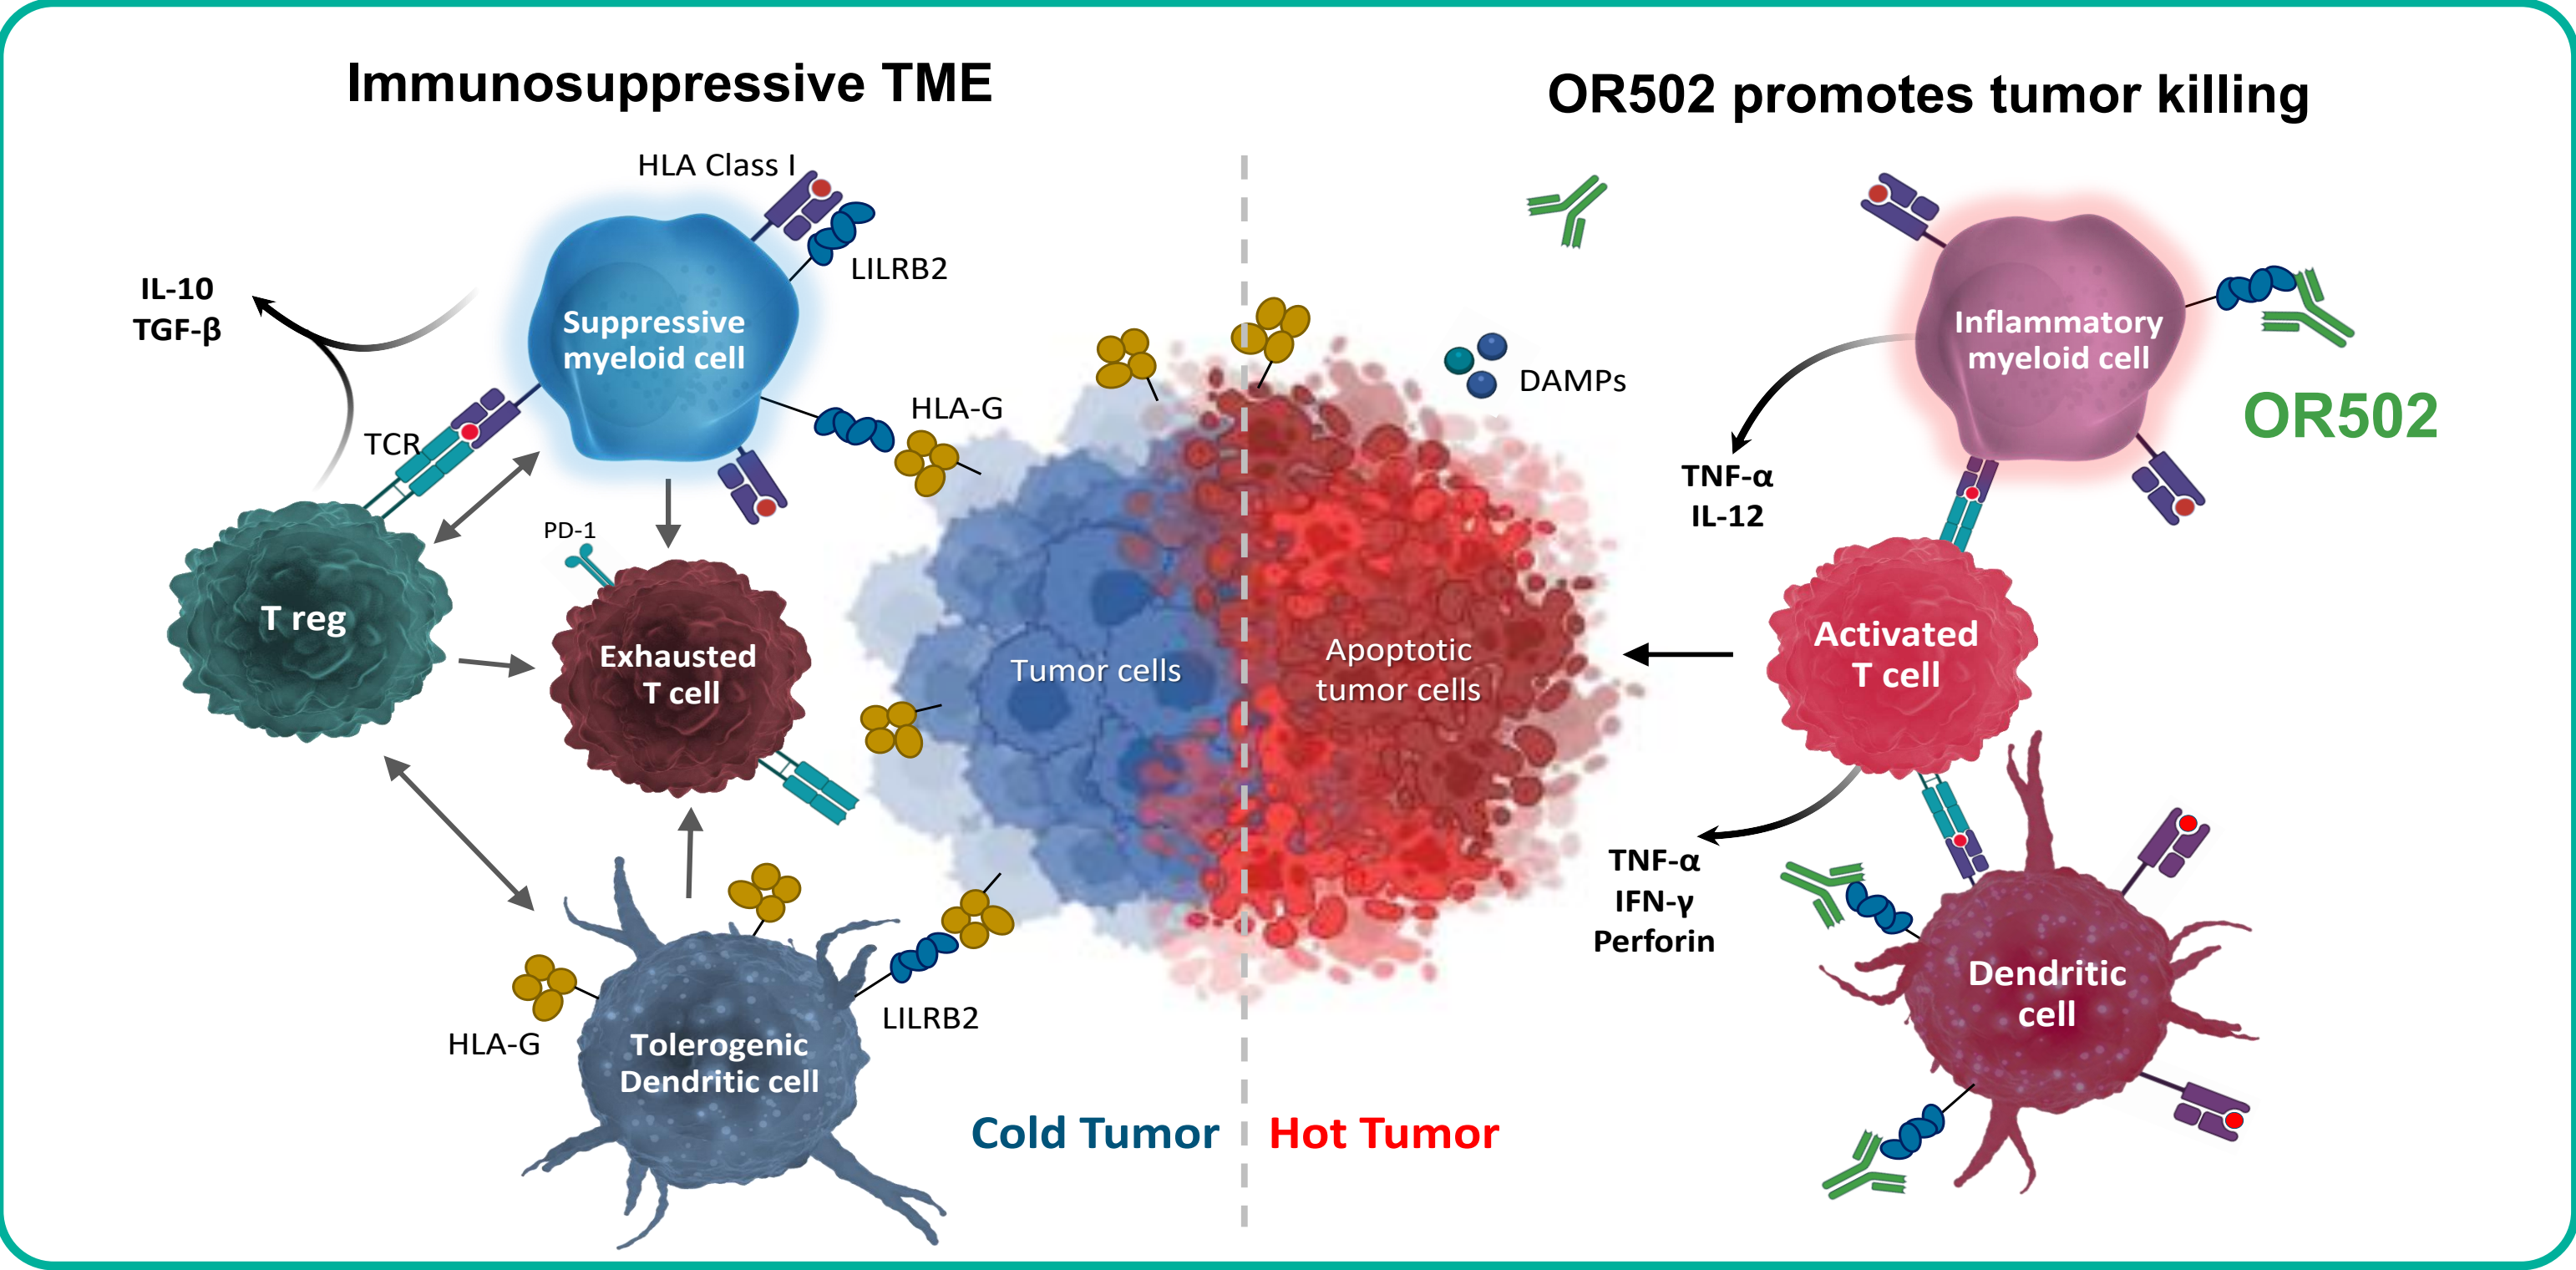 Immunosuppressive TME
HLA Class I
LILRB2
IL-10
TGF-β
Suppressive
myeloid cell
HLA-G
TCR
PD-1
T reg
Exhausted
T cell
Tumor cells
HLA-G
LILRB2
Tolerogenic
Dendritic cell
Cold Tumor
OR502 promotes tumor killing
DAMPs
Inflammatory
myeloid cell
OR502
TNF-α
IL-12
Apoptotic
tumor cells
Activated
T cell
TNF-α
IFN-γ
Perforin
Dendritic
cell
Hot Tumor